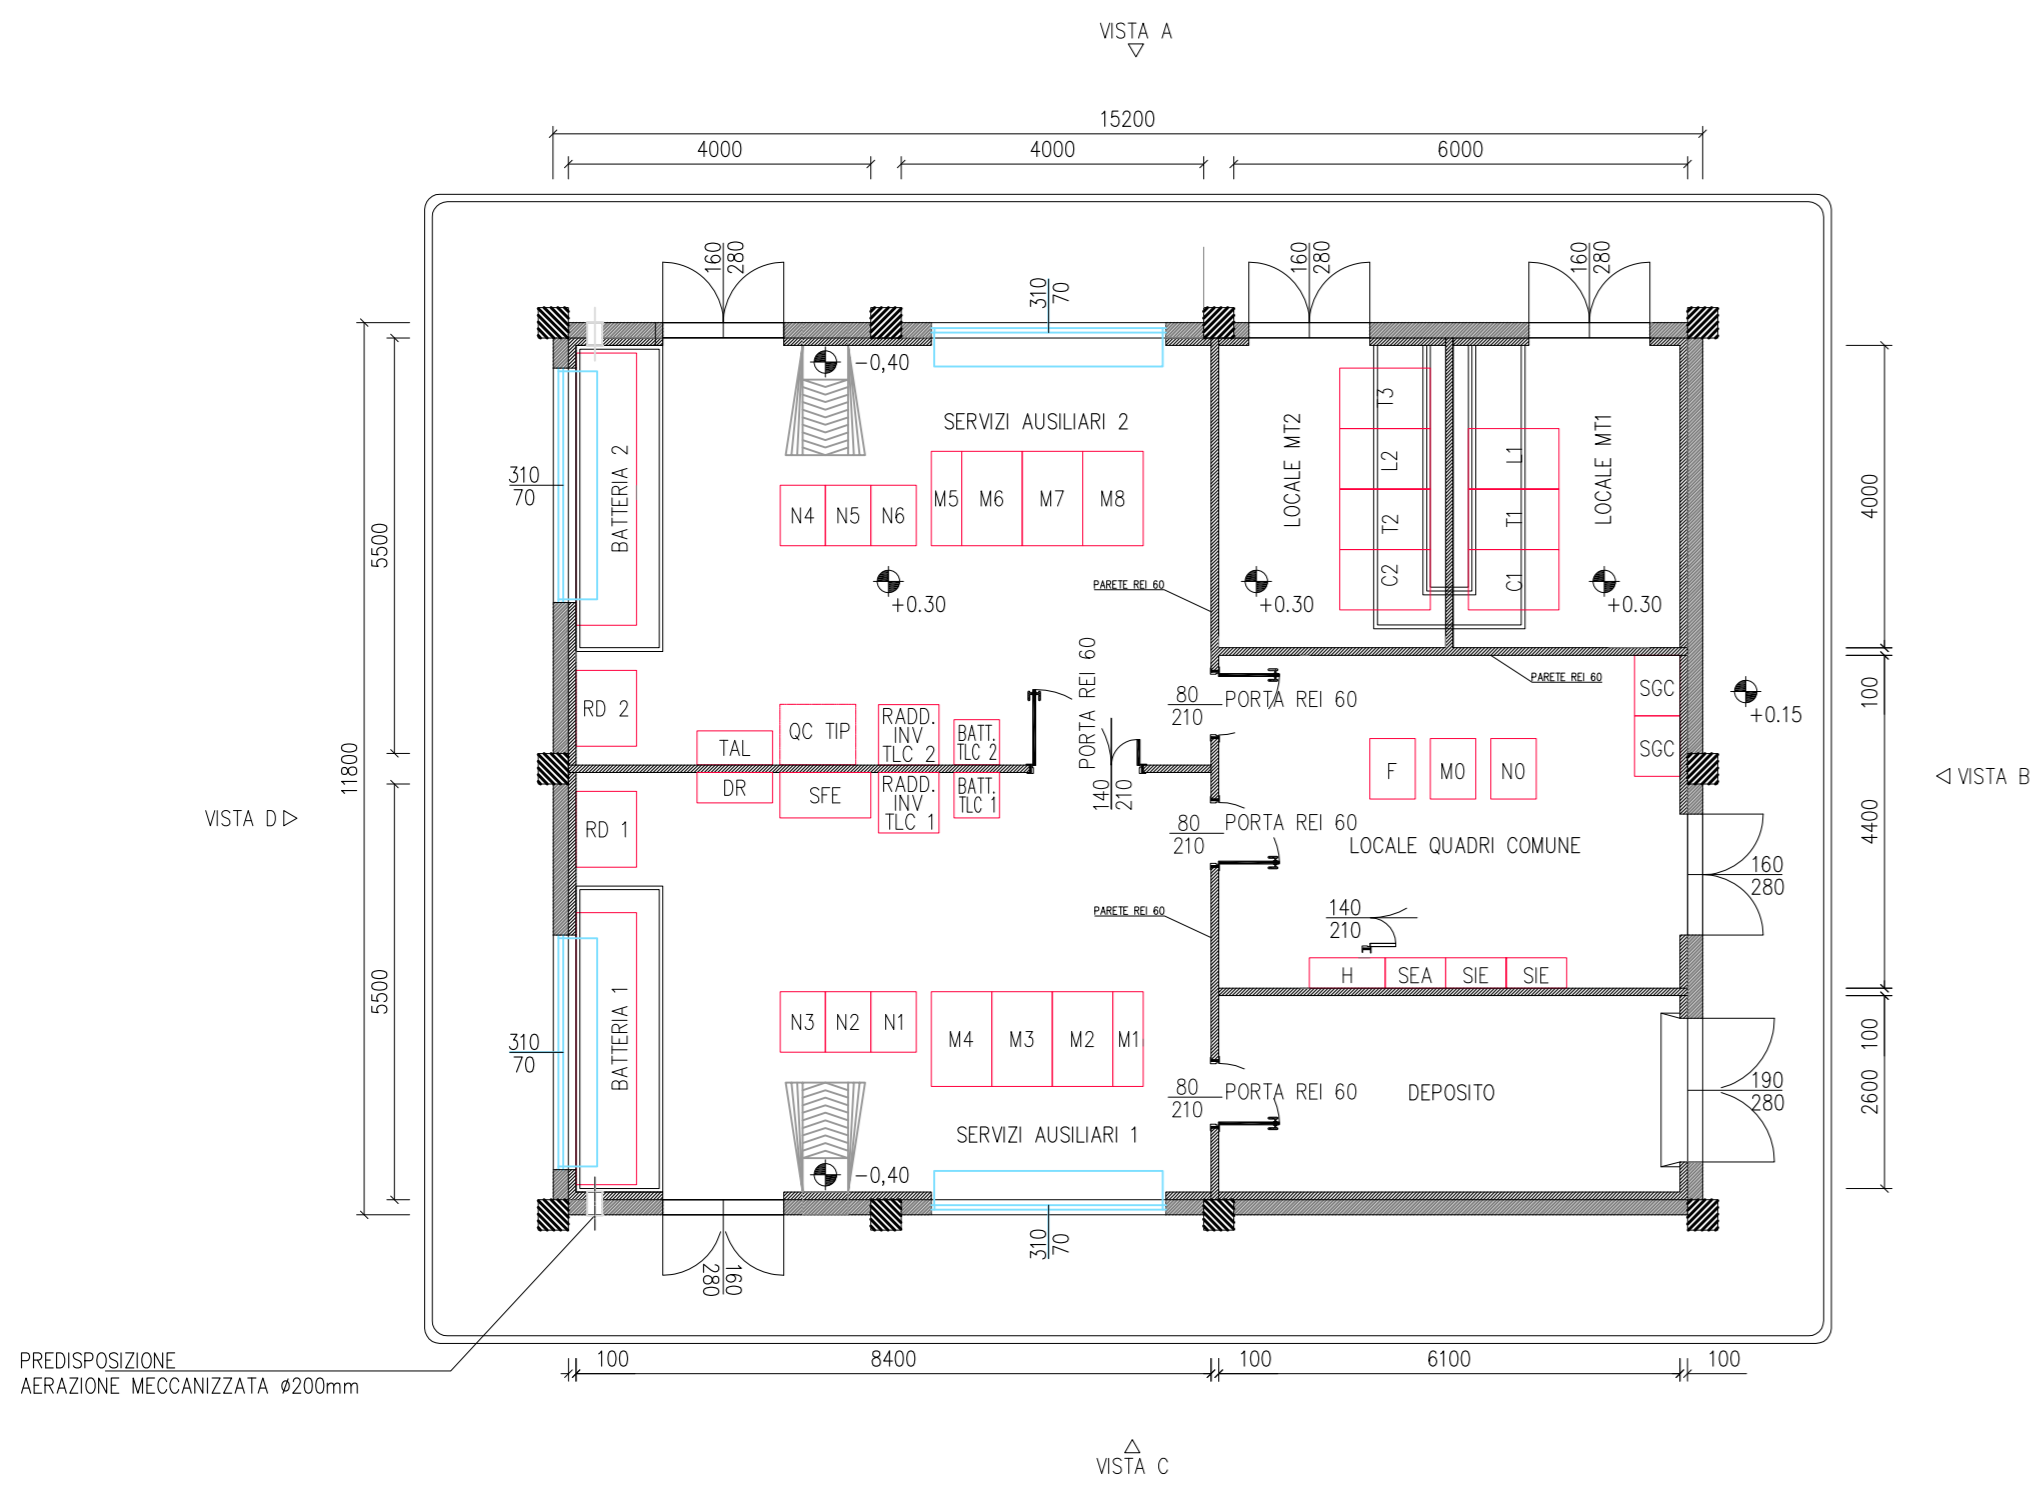 VISTA A
15200
4000
4000
6000
160
280
310
70
160
280
160
280
-0,40
SERVIZI AUSILIARI 2
BATTERIA 2
310
70
5500
N4
N5
N6
M5
M6
M7
M8
+0.30
PARETE REI 60
LOCALE MT2
T3
L2
T2
C2
+0.30
L1
T1
C1
LOCALE MT1
+0.30
4000
PARETE REI 60
100
+0.15
SGC
SGC
RD 2
TAL
QC TIP
RADD.
INV
TLC 2
BATT.
TLC 2
PORTA REI 60
80
210
PORTA REI 60
11800
VISTA D
VISTA B
RD 1
DR
SFE
RADD.
INV
TLC 1
BATT.
TLC 1
140
210
80
210
PORTA REI 60
F
M0
N0
LOCALE QUADRI COMUNE
4400
160
280
PARETE REI 60
140
210
H
SEA
SIE
SIE
5500
BATTERIA 1
310
70
N3
N2
N1
M4
M3
M2
M1
100
2600
80
210
PORTA REI 60
DEPOSITO
190
280
SERVIZI AUSILIARI 1
-0,40
310
70
280
160
PREDISPOSIZIONE
AERAZIONE MECCANIZZATA ø200mm
100
8400
100
6100
100
VISTA C